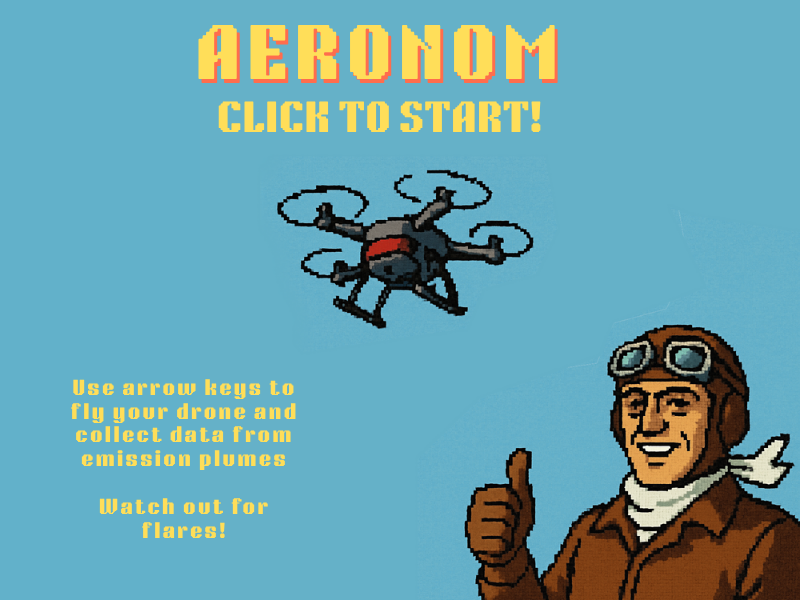 AERONOM
CLICK TO START!
Use arrow keys to
fly your drone and
collect data from
emission plumes
Watch out for
flares!